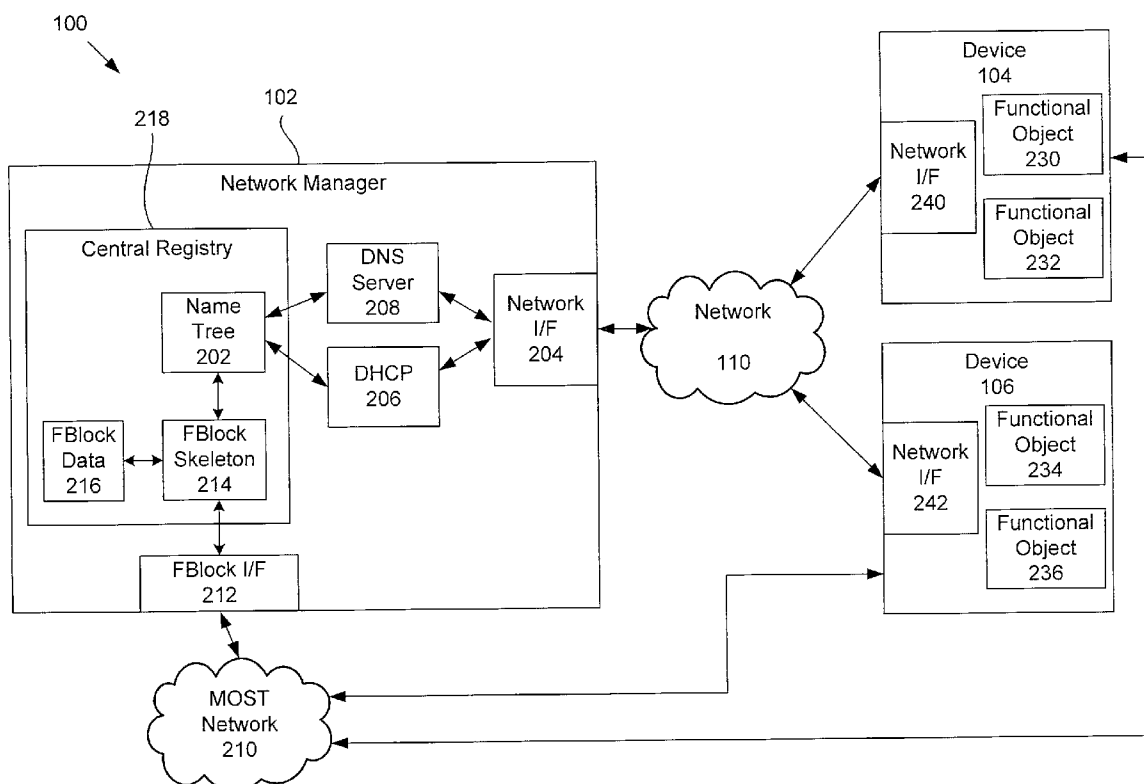 100
218
102
Network Manager
Central Registry
Name
Tree
202
FBlock
Data
216
FBlock
Skeleton
214
DNS
Server
208
DHCP
206
Network
I/F
204
FBlock I/F
212
MOST
Network
210
Network
110
Device
104
Network
I/F
240
Functional
Object
230
Functional
Object
232
Device
106
Network
I/F
242
Functional
Object
234
Functional
Object
236